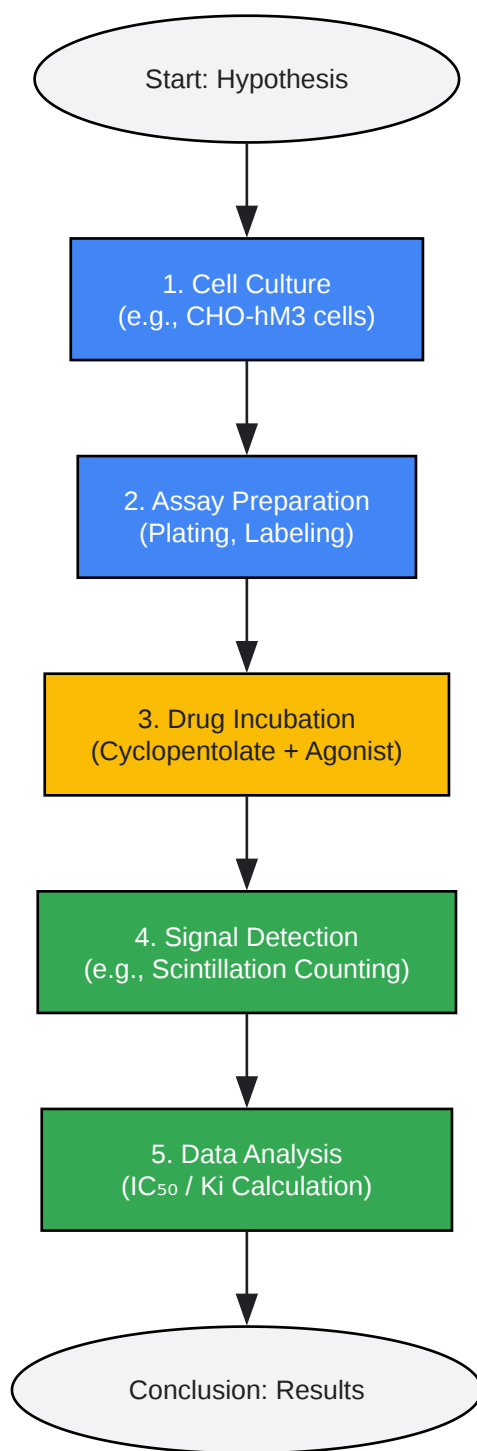 Start: Hypothesis
1. Cell Culture
(e.g., CHO-hM3 cells)
2. Assay Preparation
(Plating, Labeling)
3. Drug Incubation
(Cyclopentolate + Agonist)
4. Signal Detection
(e.g., Scintillation Counting)
5. Data Analysis
(IC₅₀ / Ki Calculation)
Conclusion: Results